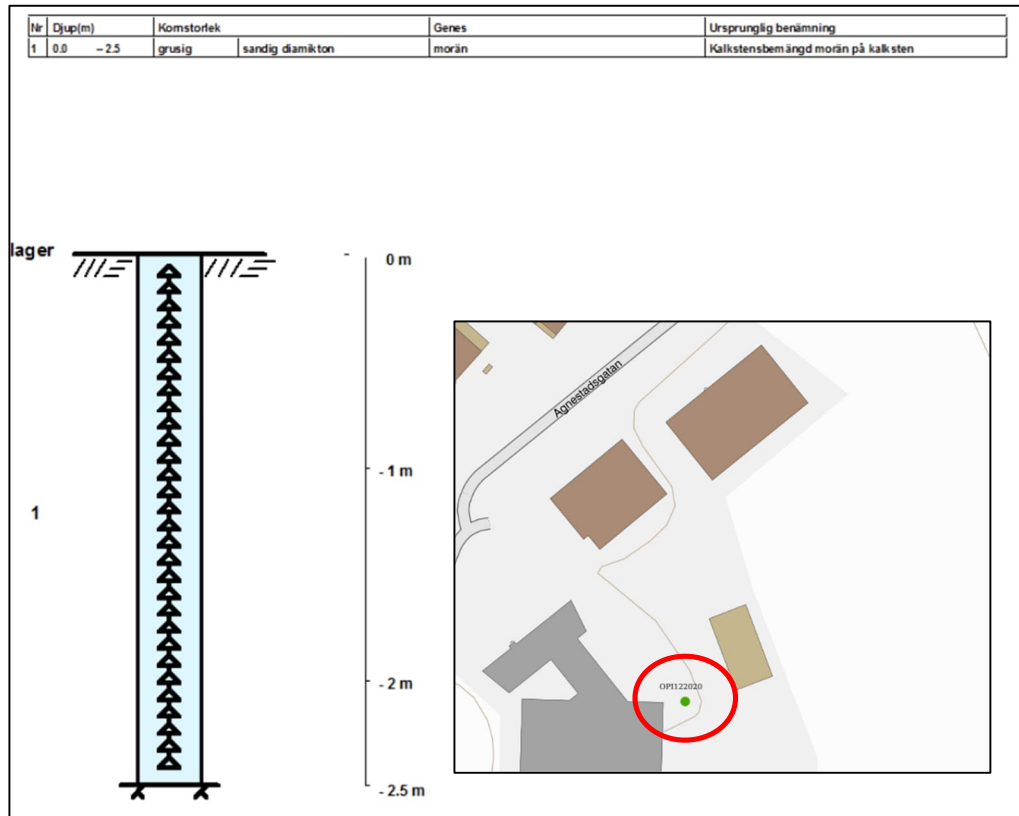 Nr Djup(m) Kornstorlek Genes Ursprunglig benämning
1 0.0 – 2.5 grusig sandig diamikton morän Kalkstensbemängd morän på kalksten
lager
- 0 m
- 1 m
Agnestadsgatan
1
- 2 m
OPI122020
- 2.5 m